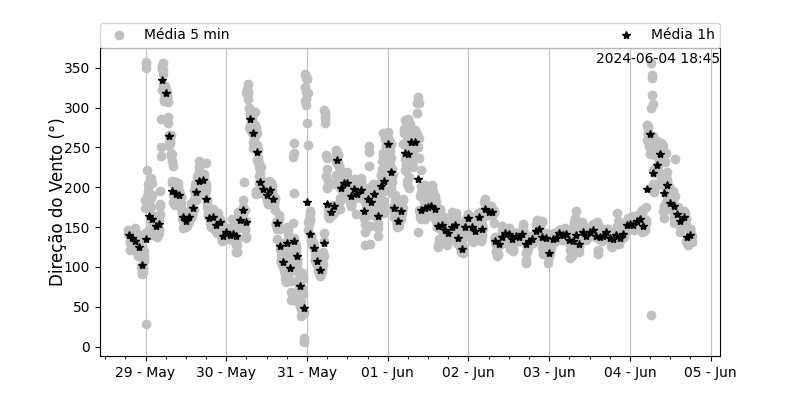 Média 5 min
Média 1h
2024-06-04 18:45
Direção do Vento (°)
350
300
250
200
150
100
50
0
29 - May
30 - May
31 - May
01 - Jun
02 - Jun
03 - Jun
04 - Jun
05 - Jun